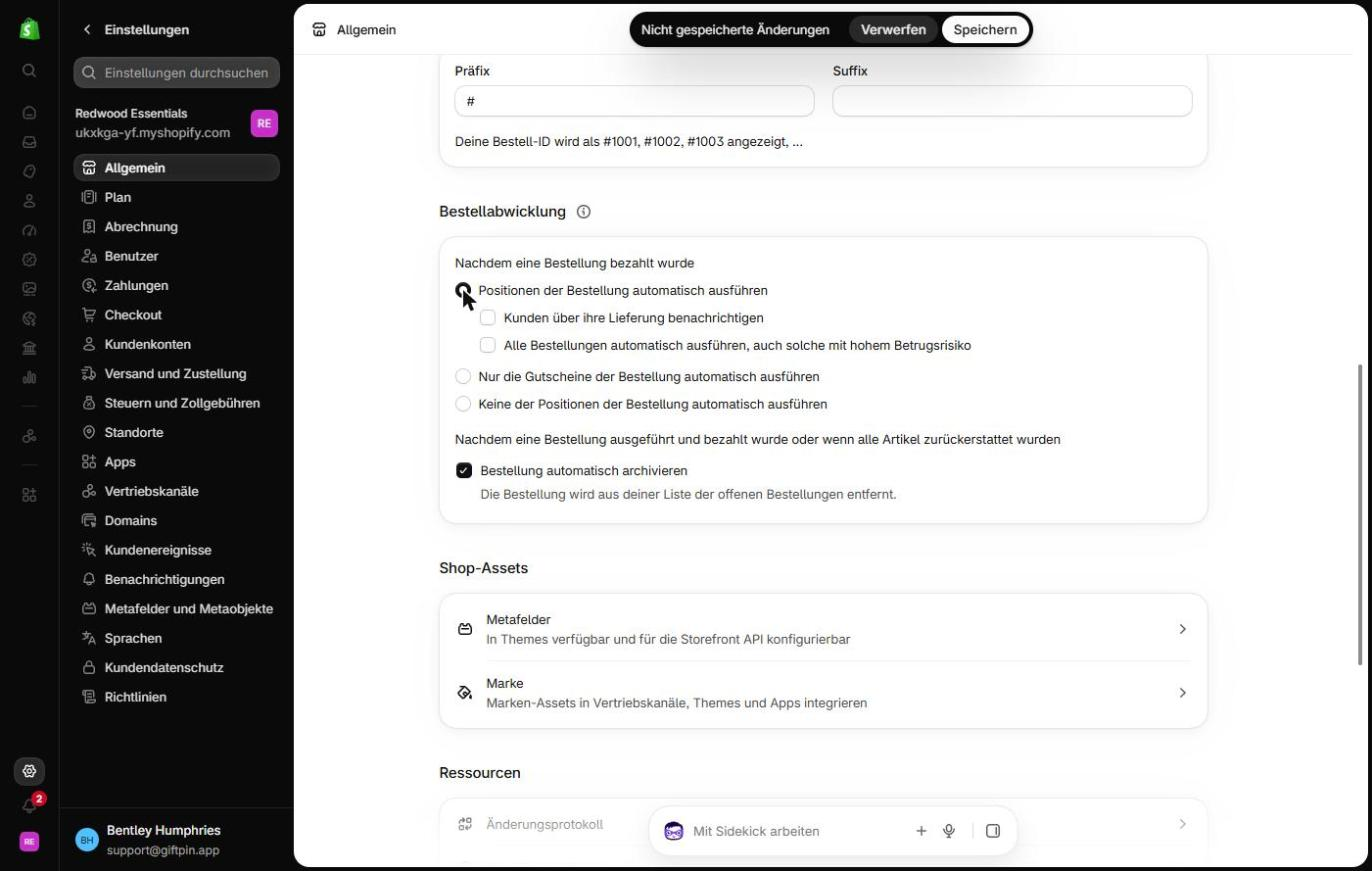 Einstellungen
Einstellungen durchsuchen
Redwood Essentials
ukxkga-yf.myshopify.com
RE
Allgemein
Plan
Abrechnung
Benutzer
Zahlungen
Checkout
Kundenkonten
Versand und Zustellung
Steuern und Zollgebühren
Standorte
Apps
Vertriebskanäle
Domains
Kundenereignisse
Benachrichtigungen
Metafelder und Metaobjekte
Sprachen
Kundendatenschutz
Richtlinien
2
RE
BH
Bentley Humphries
support@giftpin.app
Allgemein
Nicht gespeicherte Änderungen
Verwerfen
Speichern
Präfix
Suffix
#
Deine Bestell-ID wird als #1001, #1002, #1003 angezeigt, ...
Bestellabwicklung
Nachdem eine Bestellung bezahlt wurde
Positionen der Bestellung automatisch ausführen
Kunden über ihre Lieferung benachrichtigen
Alle Bestellungen automatisch ausführen, auch solche mit hohem Betrugsrisiko
Nur die Gutscheine der Bestellung automatisch ausführen
Keine der Positionen der Bestellung automatisch ausführen
Nachdem eine Bestellung ausgeführt und bezahlt wurde oder wenn alle Artikel zurückerstattet wurden
Bestellung automatisch archivieren
Die Bestellung wird aus deiner Liste der offenen Bestellungen entfernt.
Shop-Assets
Metafelder
In Themes verfügbar und für die Storefront API konfigurierbar
Marke
Marken-Assets in Vertriebskanäle, Themes und Apps integrieren
Ressourcen
Änderungsprotokoll
Mit Sidekick arbeiten